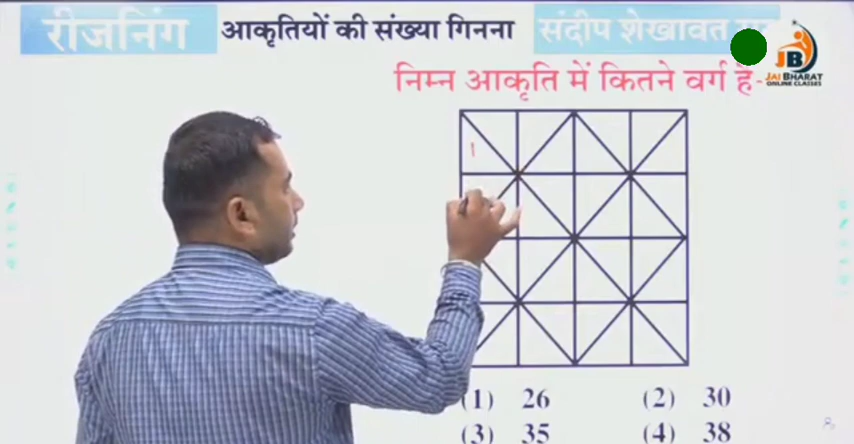 रीजनिंग आकृतियों की संख्या गिनना संदीप शेखावत
JB
JAI BHARAT
ONLINE CLASSES
निम्न आकृति में कितने वर्ग है-
1
(1) 26 (2) 30
(3) 35 (4) 38